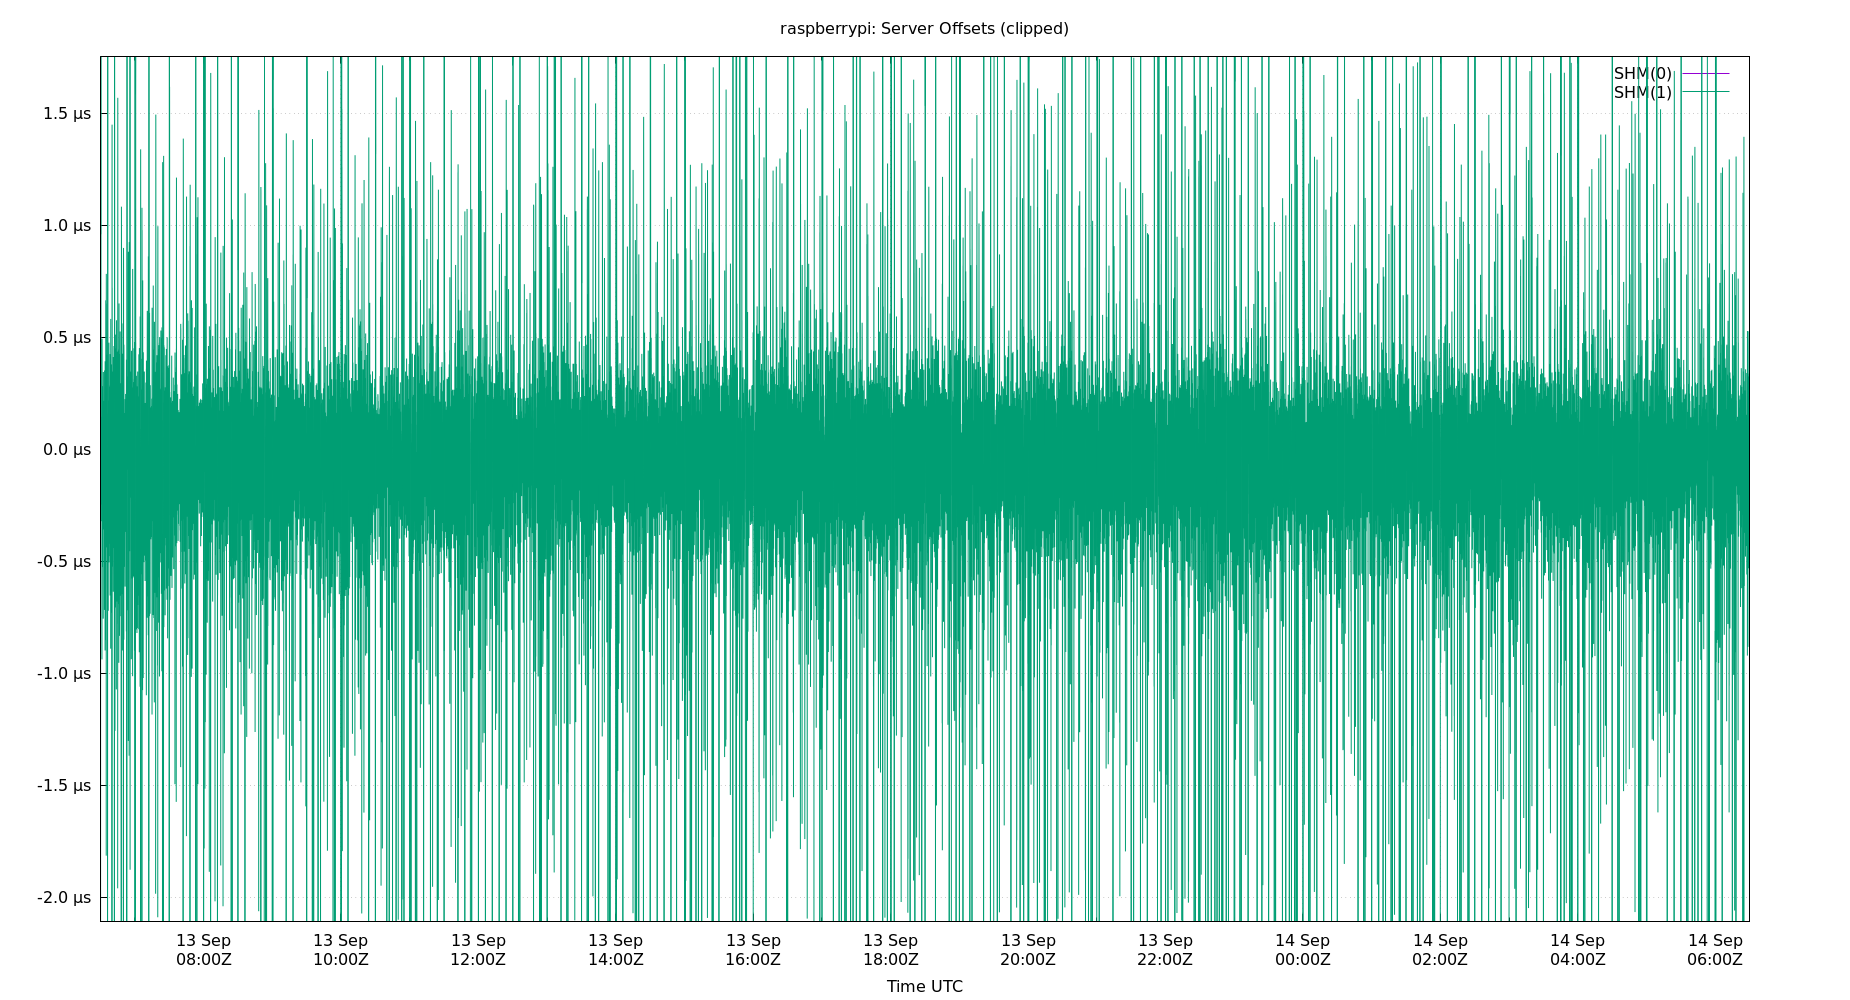 raspberrypi: Server Offsets (clipped)
SHM(0)
SHM(1)
1.5 µs
1.0 µs
0.5 µs
0.0 µs
-0.5 µs
-1.0 µs
-1.5 µs
-2.0 µs
13 Sep 13 Sep 13 Sep 13 Sep 13 Sep 13 Sep 13 Sep 13 Sep 14 Sep 14 Sep 14 Sep 14 Sep
08:00Z 10:00Z 12:00Z 14:00Z 16:00Z 18:00Z 20:00Z 22:00Z 00:00Z 02:00Z 04:00Z 06:00Z
Time UTC